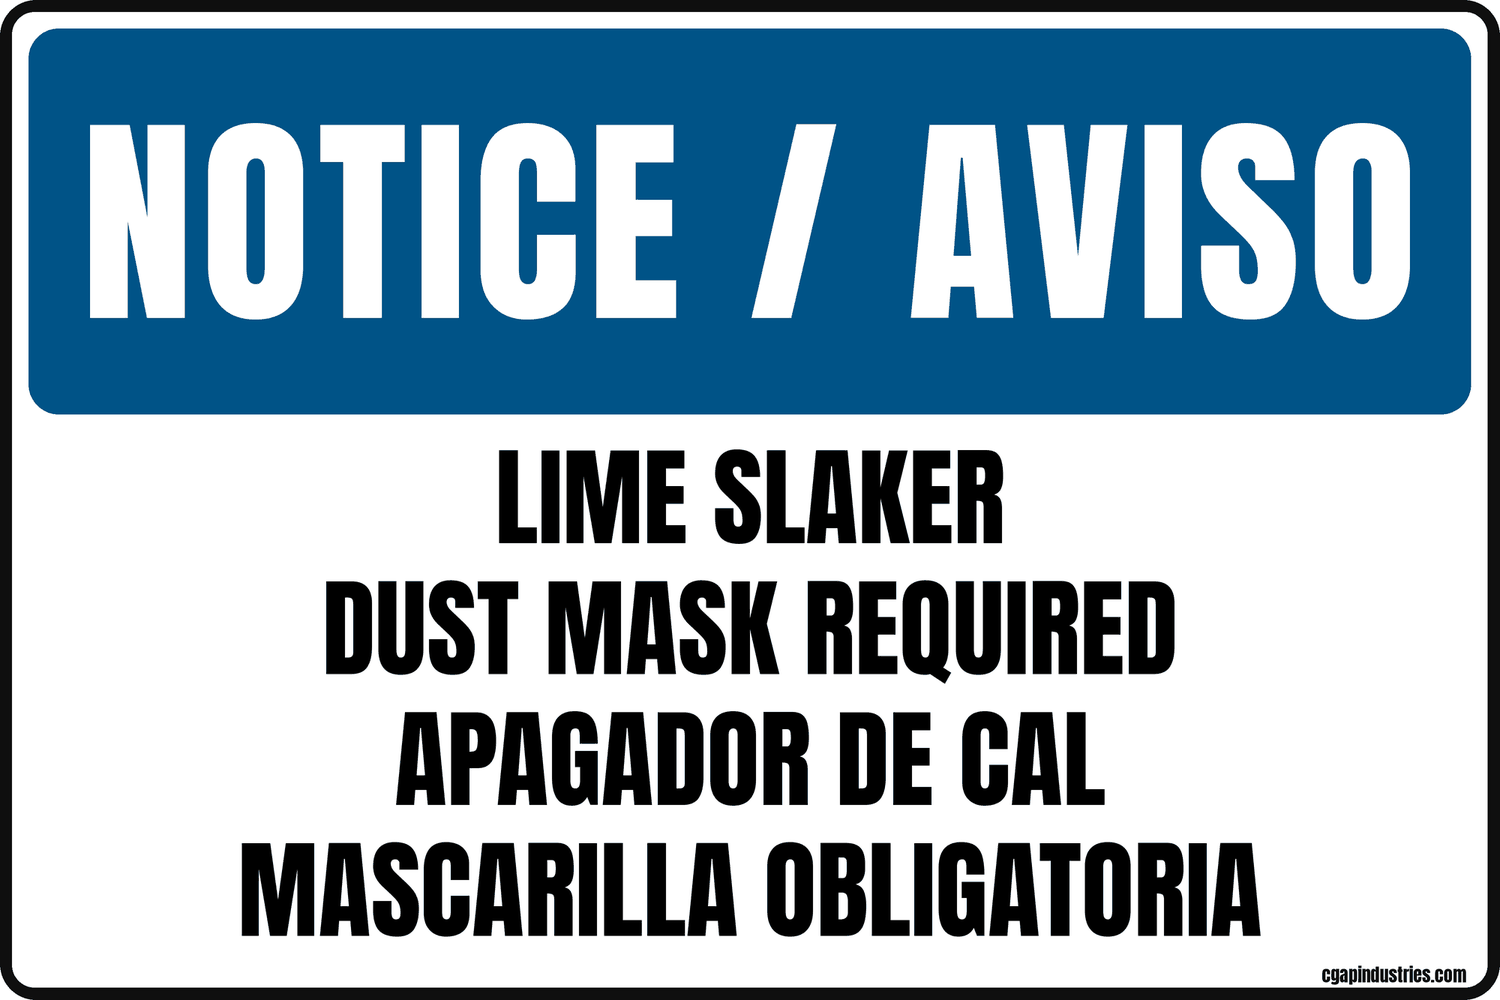 NOTICE / AVISO
LIME SLAKER
DUST MASK REQUIRED
APAGADOR DE CAL
MASCARILLA OBLIGATORIA
cgapindustries.com